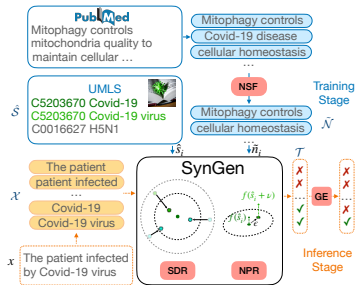 PubMed
Mitophagy controls
mitochondria quality to
maintain cellular ...
Mitophagy controls
Covid-19 disease
cellular homeostasis
...
NSF
Training
Stage
UMLS
C5203670 Covid-19
C5203670 Covid-19 virus
C0016627 H5N1
Ŝ
Mitophagy controls
cellular homeostasis
...
N̂
ŝᵢ
n̂ᵢ
𝒯
SynGen
X
The patient
patient infected
...
Covid-19
Covid-19 virus
f(ŝᵢ + ν)
f(ŝᵢ)
ε
SDR
NPR
✗
✗
...
✓
✓
GE
✗
✗
...
✗
✓
x
The patient infected
by Covid-19 virus
Inference
Stage